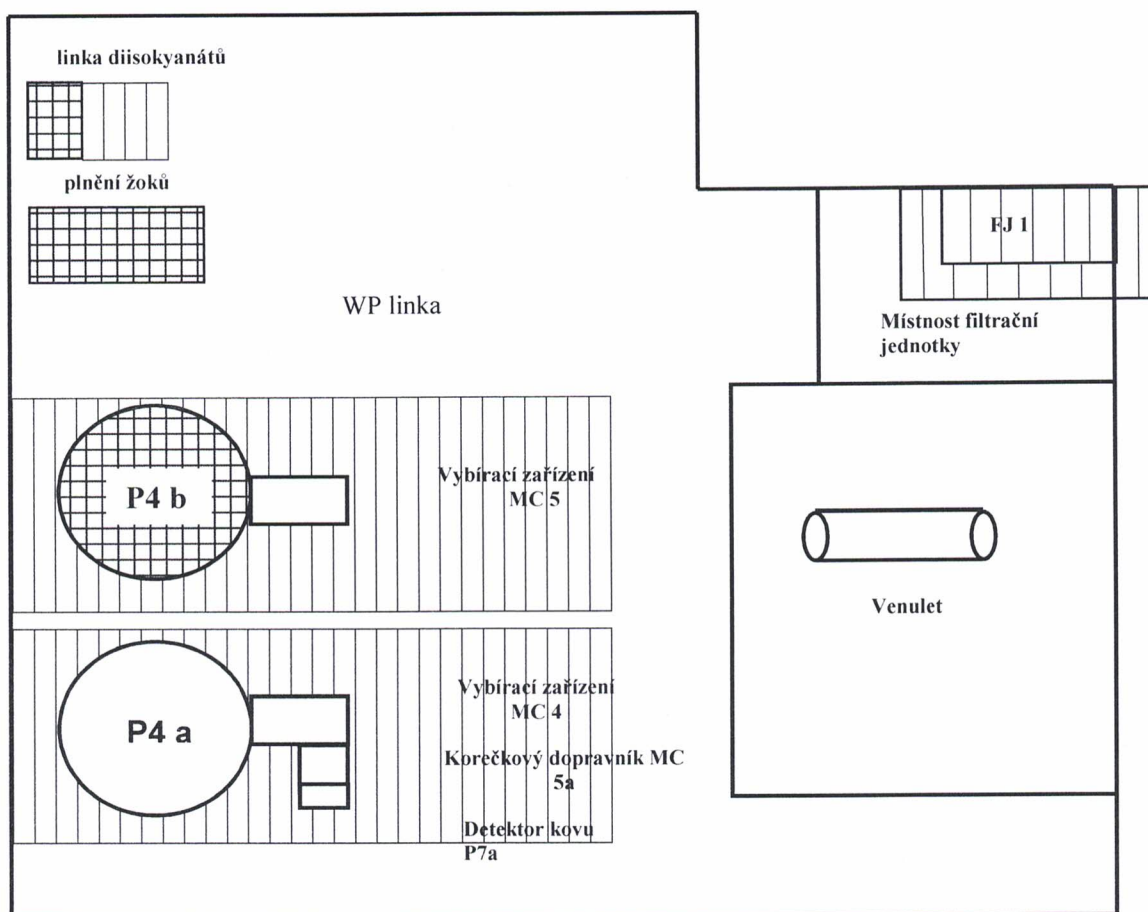 linka diisokyanátů
plnění žoků
FJ 1
WP linka
Místnost filtrační
jednotky
P4 b
Vybírací zařízení
MC 5
Venulet
P4 a
Vybírací zařízení
MC 4
Korečkový dopravník MC
5a
Detektor kovu
P7a